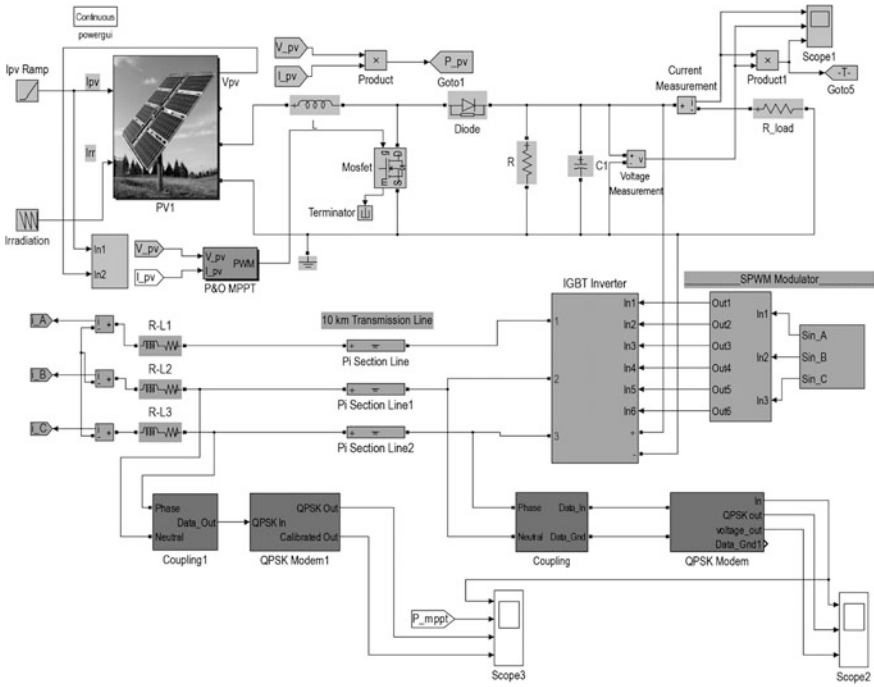 Continuous
powergui
Ipv Ramp
Ipv
Irr
Vpv
PV1
Irradiation
V_pv
I_pv
Product
P_pv
Goto1
L
Diode
Mosfet
g
D
E
S
Terminator
R
C1
+
v
Voltage
Measurement
Current
Measurement
+ i
Product1
Scope1
-T-
Goto5
R_load
In1
In2
V_pv
I_pv
V_pv
I_pv
PWM
P&O MPPT
IGBT Inverter
1
2
3
In1
In2
In3
In4
In5
In6
+
-
SPWM Modulator
Out1
Out2
Out3
Out4
Out5
Out6
In1
In2
In3
Sin_A
Sin_B
Sin_C
10 km Transmission Line
i_A
R-L1
Pi Section Line
i_B
R-L2
Pi Section Line1
i_C
R-L3
Pi Section Line2
Phase
Data_Out
Neutral
Coupling1
QPSK Out
QPSK In
Calibrated Out
QPSK Modem1
Phase
Data_In
Neutral
Data_Gnd
Coupling
In
QPSK out
voltage_out
Data_Gnd1
QPSK Modem
P_mppt
Scope3
Scope2